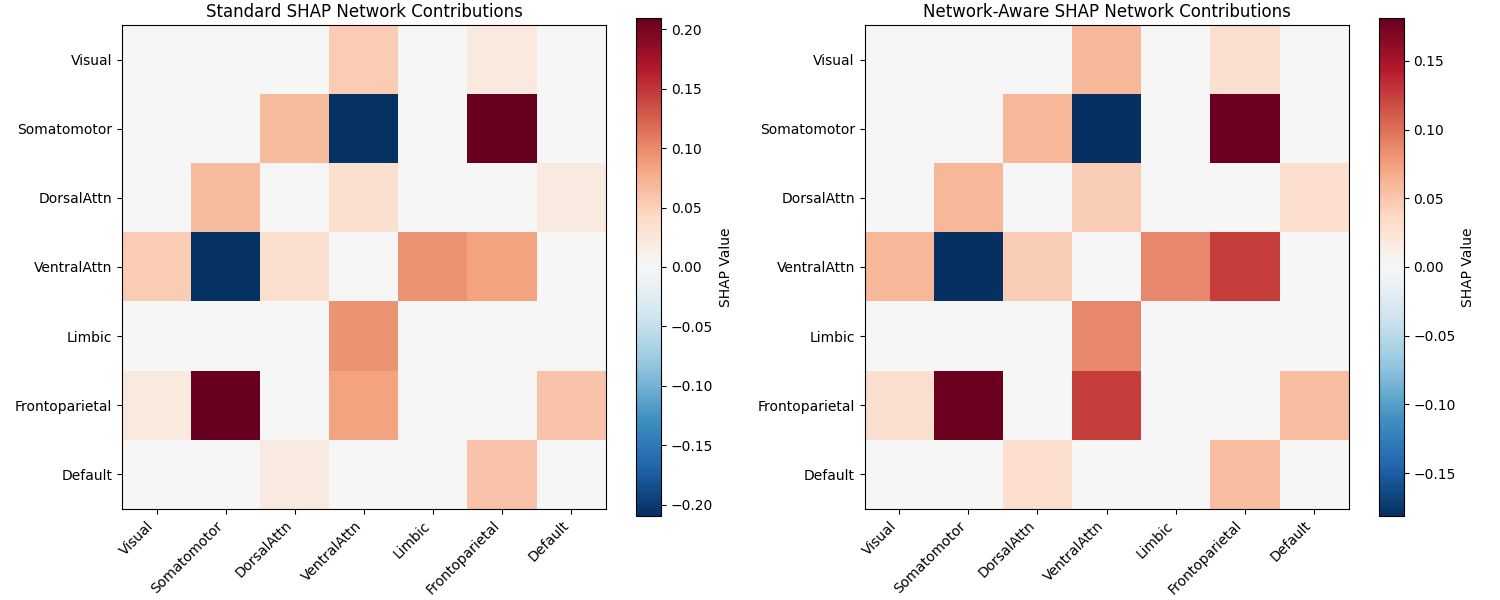 Standard SHAP Network Contributions
Visual
Somatomotor
DorsalAttn
VentralAttn
Limbic
Frontoparietal
Default
Visual
Somatomotor
DorsalAttn
VentralAttn
Limbic
Frontoparietal
Default
0.20
0.15
0.10
0.05
0.00
−0.05
−0.10
−0.15
−0.20
SHAP Value
Network-Aware SHAP Network Contributions
Visual
Somatomotor
DorsalAttn
VentralAttn
Limbic
Frontoparietal
Default
Visual
Somatomotor
DorsalAttn
VentralAttn
Limbic
Frontoparietal
Default
0.15
0.10
0.05
0.00
−0.05
−0.10
−0.15
SHAP Value